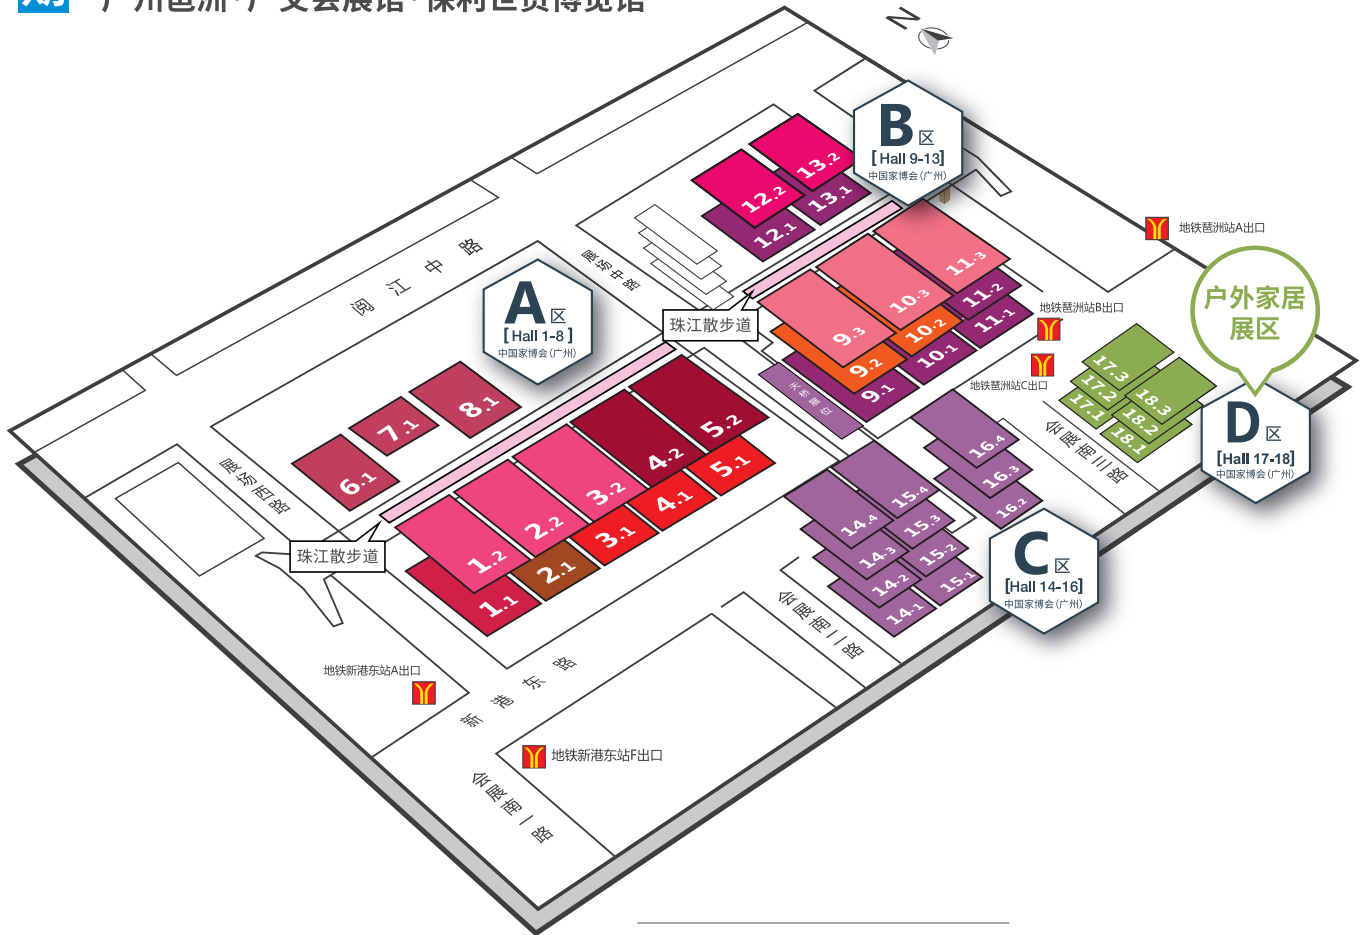 期
广州琶洲·广交会展馆·保利世贸博览馆
N
B区
[ Hall 9-13]
中国家博会（广州）
13.2
12.2
13.1
12.1
地铁琶洲站A出口
阅江中路
展场中路
11.3
A区
[ Hall 1-8 ]
中国家博会（广州）
10.3
11.2
11.1
户外家居
展区
珠江散步道
9.3
10.2
10.1
地铁琶洲站B出口
9.2
9.1
天桥展位
地铁琶洲站C出口
17.3
17.2
17.1
18.3
18.2
18.1
D区
[Hall 17-18]
中国家博会（广州）
8.1
7.1
6.1
5.2
4.2
5.1
3.2
4.1
2.2
3.1
1.2
2.1
1.1
16.4
16.3
16.2
会展南三路
15.4
15.3
15.2
15.1
14.4
14.3
14.2
14.1
展场西路
珠江散步道
C区
[Hall 14-16]
中国家博会（广州）
会展南二路
地铁新港东站A出口
新港东路
地铁新港东站F出口
会展南一路